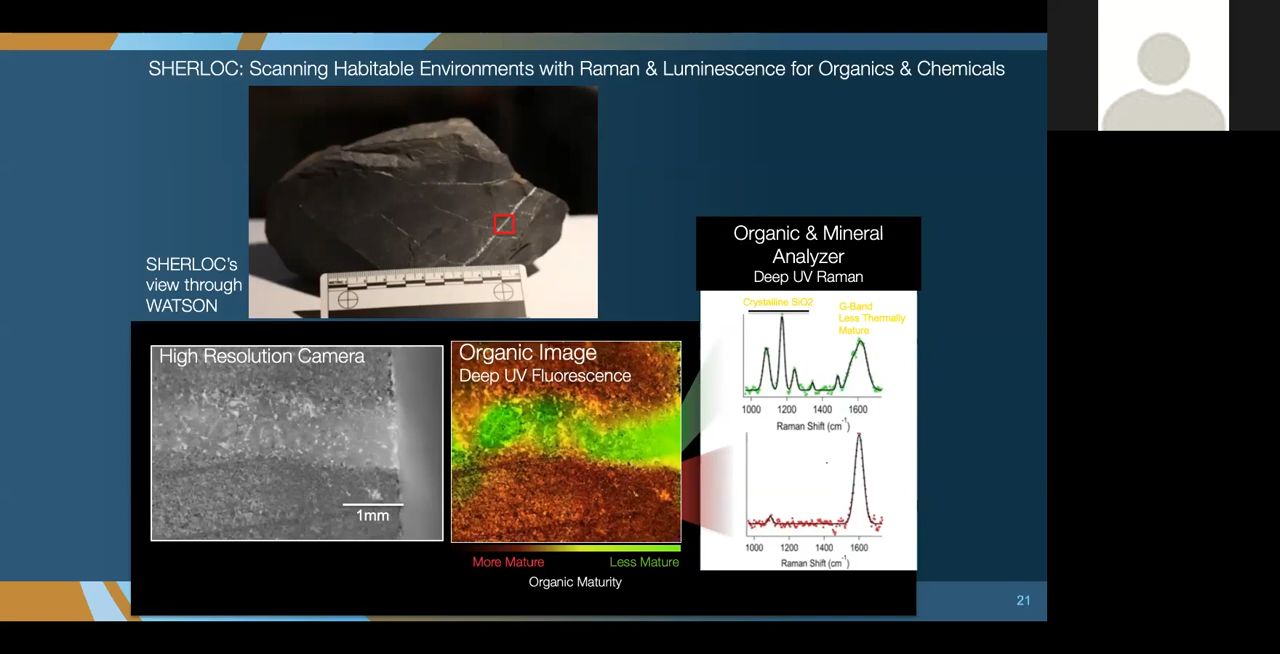 SHERLOC: Scanning Habitable Environments with Raman & Luminescence for Organics & Chemicals
SHERLOC's
view through
WATSON
High Resolution Camera
1mm
Organic Image
Deep UV Fluorescence
More Mature
Less Mature
Organic Maturity
Organic & Mineral
Analyzer
Deep UV Raman
Crystalline SiO2
G-Band
Less Thermally
Mature
1000 1200 1400 1600
Raman Shift (cm-1)
1000 1200 1400 1600
Raman Shift (cm-1)
21